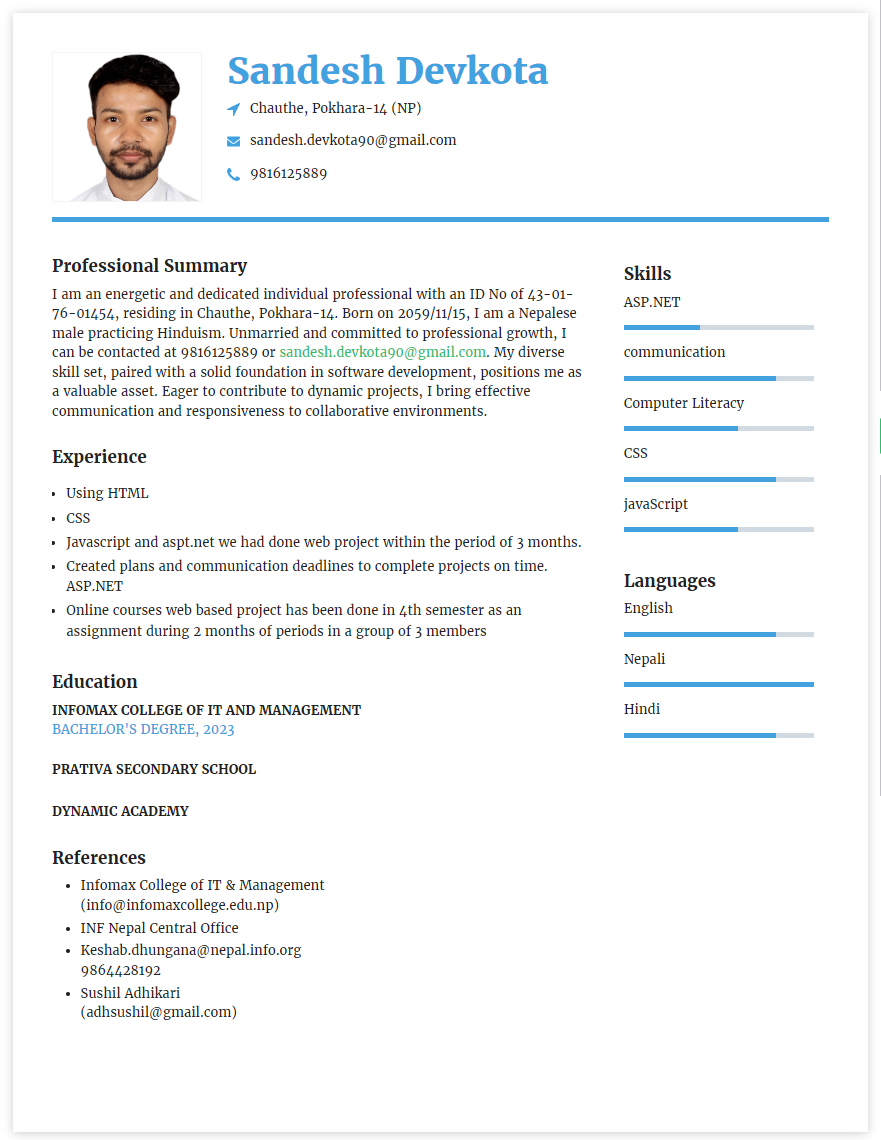 Sandesh Devkota
Chauthe, Pokhara-14 (NP)
sandesh.devkota90@gmail.com
9816125889
Professional Summary
I am an energetic and dedicated individual professional with an ID No of 43-01-
76-01454, residing in Chauthe, Pokhara-14. Born on 2059/11/15, I am a Nepalese
male practicing Hinduism. Unmarried and committed to professional growth, I
can be contacted at 9816125889 or sandesh.devkota90@gmail.com. My diverse
skill set, paired with a solid foundation in software development, positions me as
a valuable asset. Eager to contribute to dynamic projects, I bring effective
communication and responsiveness to collaborative environments.
Experience
• Using HTML
• CSS
• Javascript and aspt.net we had done web project within the period of 3 months.
• Created plans and communication deadlines to complete projects on time.
ASP.NET
• Online courses web based project has been done in 4th semester as an
assignment during 2 months of periods in a group of 3 members
Education
INFOMAX COLLEGE OF IT AND MANAGEMENT
BACHELOR'S DEGREE, 2023
PRATIVA SECONDARY SCHOOL
DYNAMIC ACADEMY
References
• Infomax College of IT & Management
(info@infomaxcollege.edu.np)
• INF Nepal Central Office
• Keshab.dhungana@nepal.info.org
9864428192
• Sushil Adhikari
(adhsushil@gmail.com)
Skills
ASP.NET
communication
Computer Literacy
CSS
javaScript
Languages
English
Nepali
Hindi